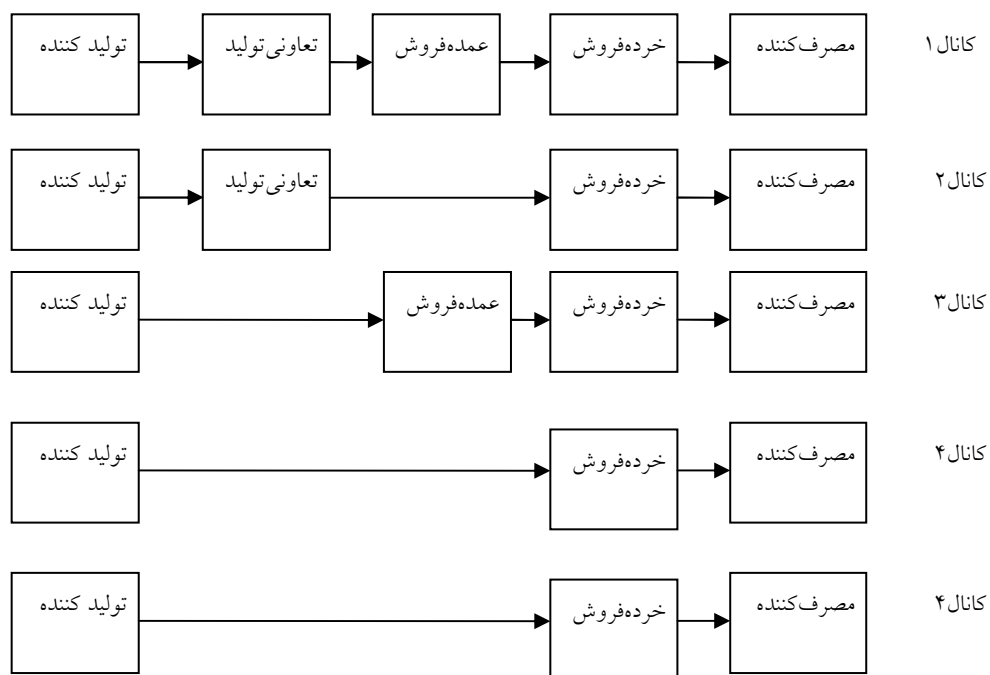 کانال۱ تولید کننده تعاونی‌تولید عمده‌فروش خرده‌فروش مصرف‌کننده
کانال۲ تولید کننده تعاونی‌تولید خرده‌فروش مصرف‌کننده
کانال۳ تولید کننده عمده‌فروش خرده‌فروش مصرف‌کننده
کانال۴ تولید کننده خرده‌فروش مصرف‌کننده
کانال۴ تولید کننده خرده‌فروش مصرف‌کننده